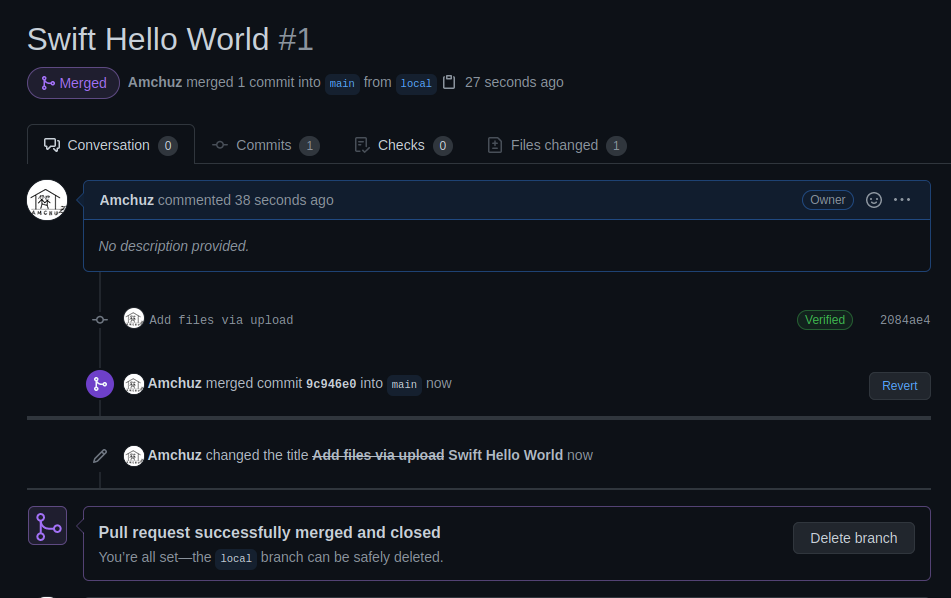 Swift Hello World #1
Merged Amchuz merged 1 commit into main from local 27 seconds ago
Conversation 0 Commits 1 Checks 0 Files changed 1
Amchuz commented 38 seconds ago Owner
No description provided.
Add files via upload Verified 2084ae4
Amchuz merged commit 9c946e0 into main now Revert
Amchuz changed the title Add files via upload Swift Hello World now
Pull request successfully merged and closed
You're all set—the local branch can be safely deleted.
Delete branch